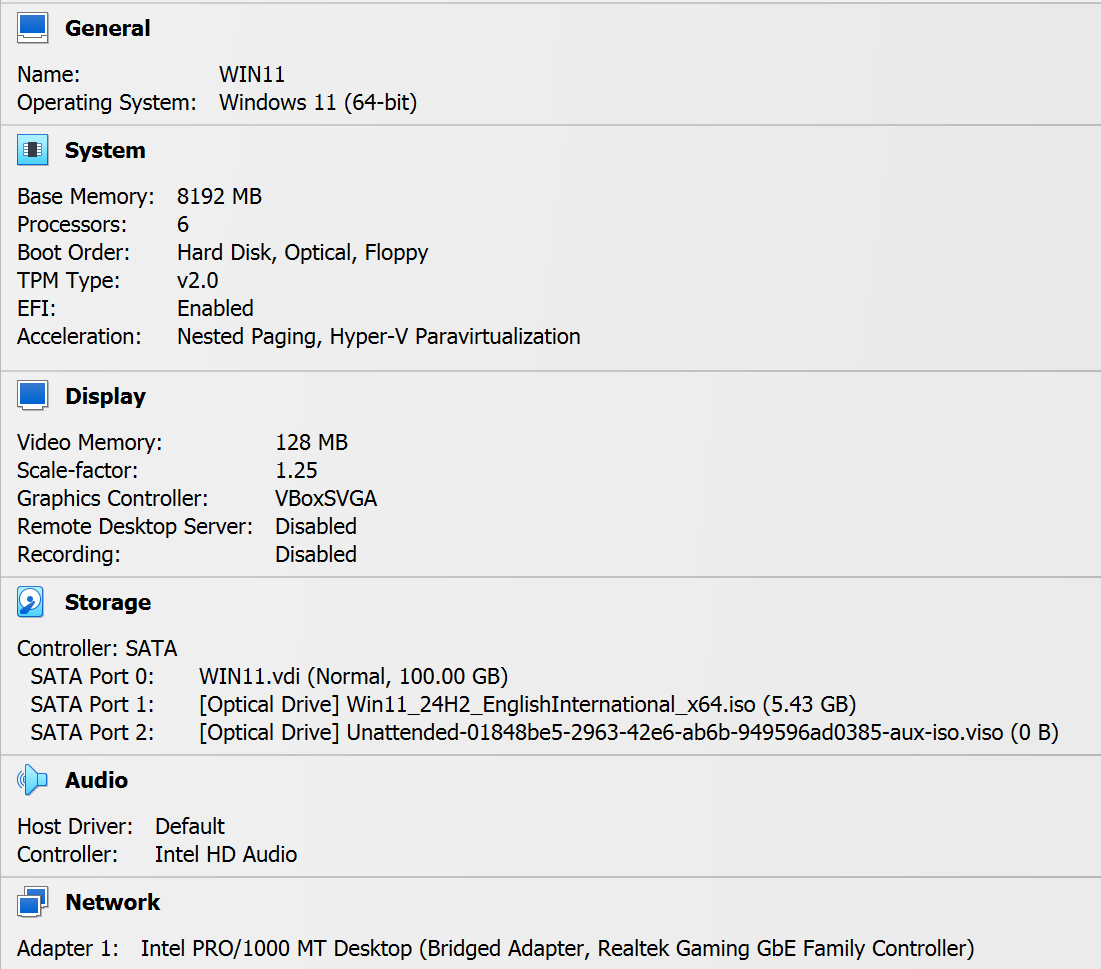 General
Name: WIN11
Operating System: Windows 11 (64-bit)
System
Base Memory: 8192 MB
Processors: 6
Boot Order: Hard Disk, Optical, Floppy
TPM Type: v2.0
EFI: Enabled
Acceleration: Nested Paging, Hyper-V Paravirtualization
Display
Video Memory: 128 MB
Scale-factor: 1.25
Graphics Controller: VBoxSVGA
Remote Desktop Server: Disabled
Recording: Disabled
Storage
Controller: SATA
SATA Port 0: WIN11.vdi (Normal, 100.00 GB)
SATA Port 1: [Optical Drive] Win11_24H2_EnglishInternational_x64.iso (5.43 GB)
SATA Port 2: [Optical Drive] Unattended-01848be5-2963-42e6-ab6b-949596ad0385-aux-iso.viso (0 B)
Audio
Host Driver: Default
Controller: Intel HD Audio
Network
Adapter 1: Intel PRO/1000 MT Desktop (Bridged Adapter, Realtek Gaming GbE Family Controller)